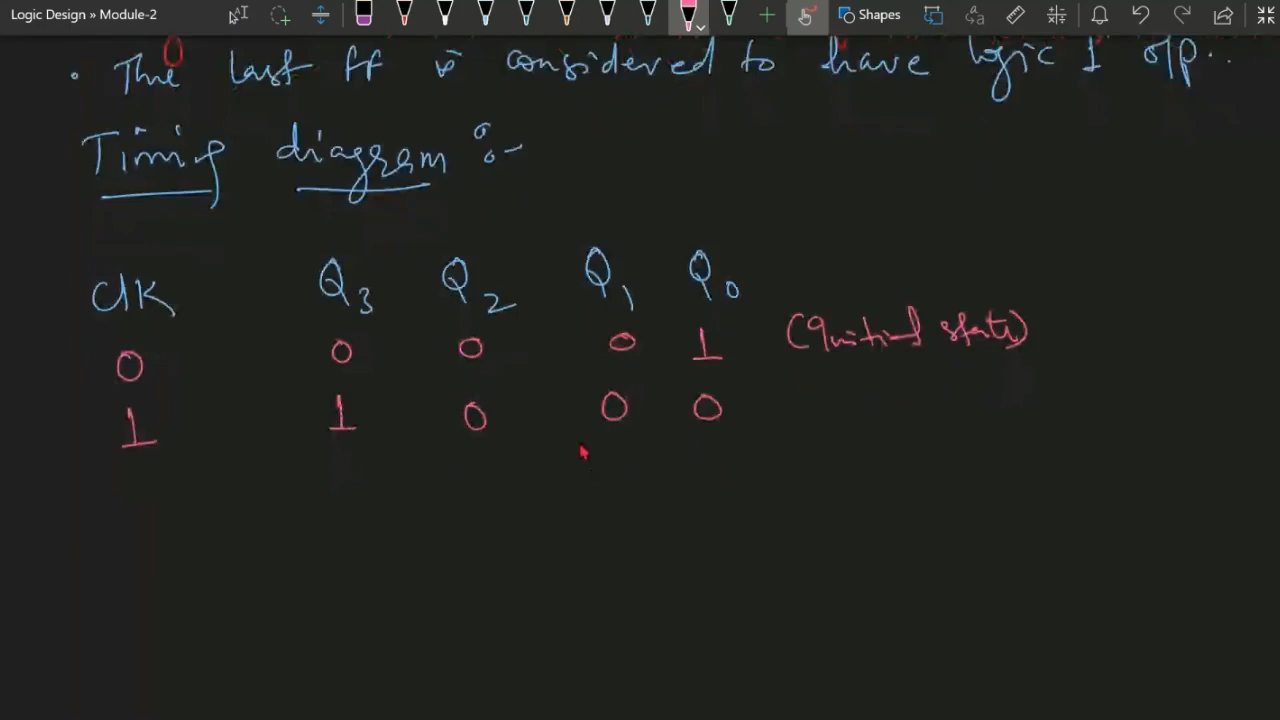 Logic Design » Module-2
Shapes
• The last ff is considered to have logic 1 o/p..
0
Timing diagram :-
Clk Q3 Q2 Q1 Q0
0 0 0 0 1 (Initial state)
1 1 0 0 0